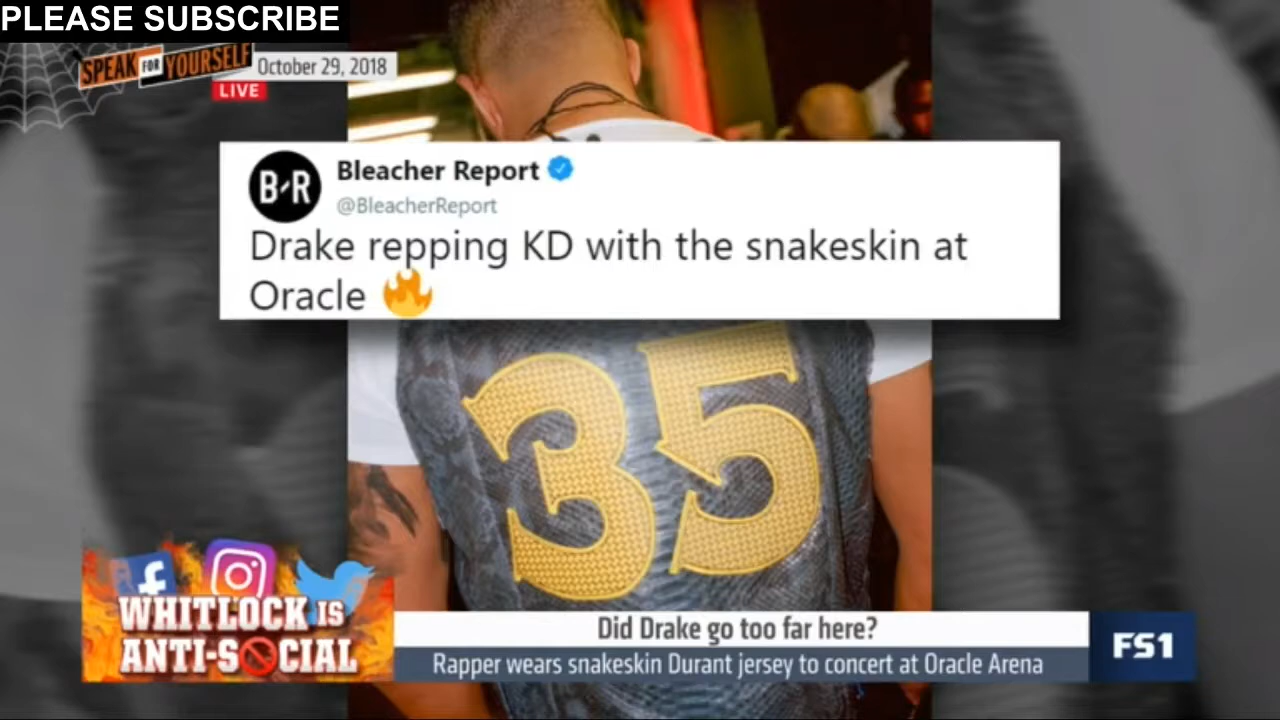 PLEASE SUBSCRIBE
SPEAK FOR YOURSELF
October 29, 2018
LIVE
B/R
Bleacher Report
@BleacherReport
Drake repping KD with the snakeskin at
Oracle 🔥
35
WHITLOCK IS
ANTI-SOCIAL
Did Drake go too far here?
Rapper wears snakeskin Durant jersey to concert at Oracle Arena
FS1